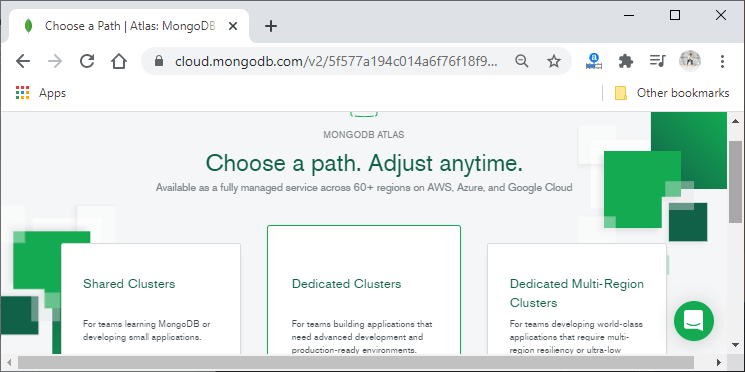 Choose a Path | Atlas: MongoDB
cloud.mongodb.com/v2/5f577a194c014a6f76f18f9...
Apps
Other bookmarks
MONGODB ATLAS
Choose a path. Adjust anytime.
Available as a fully managed service across 60+ regions on AWS, Azure, and Google Cloud
Shared Clusters
For teams learning MongoDB or
developing small applications.
Dedicated Clusters
For teams building applications that
need advanced development and
production-ready environments.
Dedicated Multi-Region
Clusters
For teams developing world-class
applications that require multi-
region resiliency or ultra-low